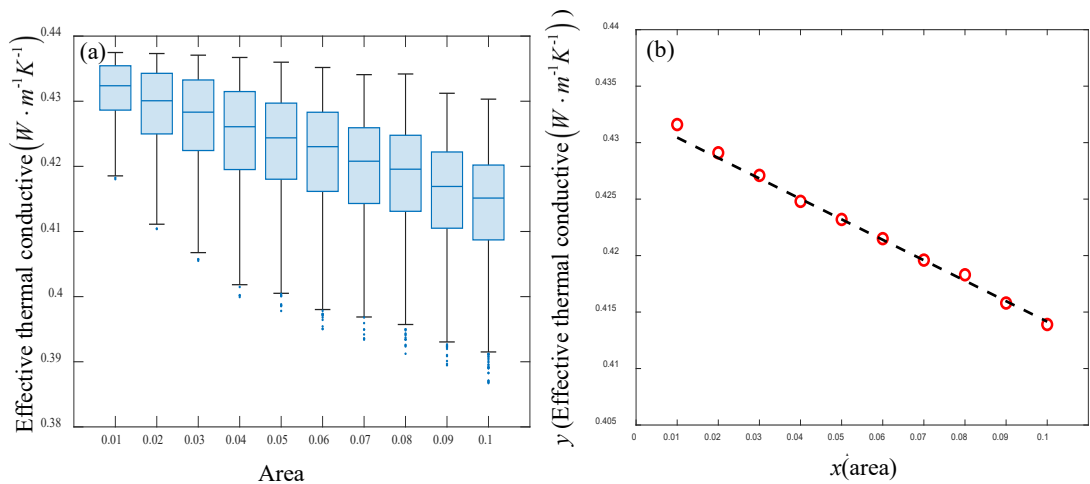 (a)
Effective thermal conductive (W · m⁻¹K⁻¹)
0.44
0.43
0.42
0.41
0.4
0.39
0.38
0.01 0.02 0.03 0.04 0.05 0.06 0.07 0.08 0.09 0.1
Area
(b)
y (Effective thermal conductive (W · m⁻¹K⁻¹))
0.44
0.435
0.43
0.425
0.42
0.415
0.41
0.405
0 0.01 0.02 0.03 0.04 0.05 0.06 0.07 0.08 0.09 0.1
x(area)